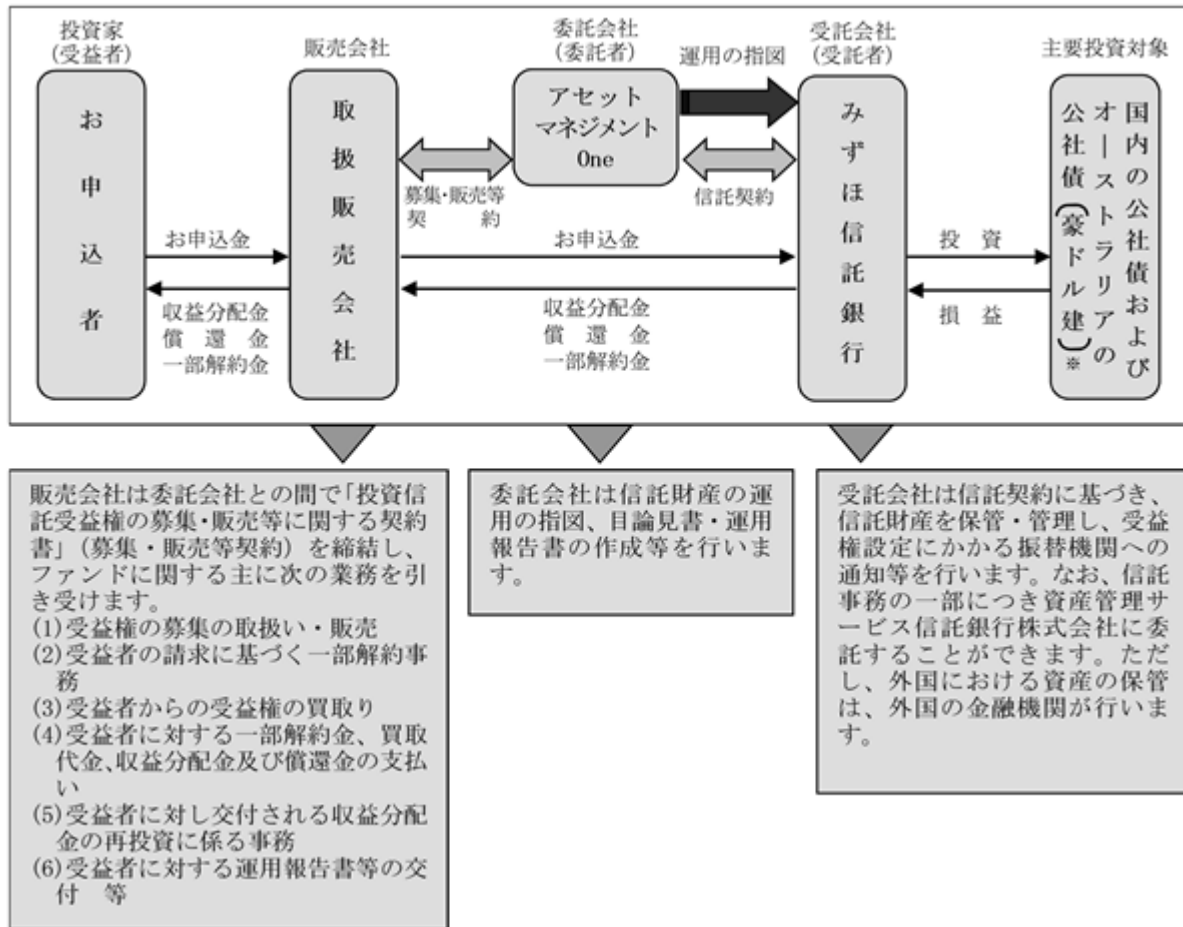 投資家
(受益者)
お申込者
販売会社
取扱販売会社
委託会社
(委託者)
アセット
マネジメント
One
運用の指図
受託会社
(受託者)
みずほ信託銀行
主要投資対象
国内の公社債および
オーストラリアの
公社債(豪ドル建)※
募集・販売等
契約
信託契約
お申込金
収益分配金
償還金
一部解約金
お申込金
収益分配金
償還金
一部解約金
投資
損益
販売会社は委託会社との間で「投資信
託受益権の募集・販売等に関する契約
書」(募集・販売等契約)を締結し、
ファンドに関する主に次の業務を引
き受けます。
(1)受益権の募集の取扱い・販売
(2)受益者の請求に基づく一部解約事
務
(3)受益者からの受益権の買取り
(4)受益者に対する一部解約金、買取
代金、収益分配金及び償還金の支払
い
(5)受益者に対し交付される収益分配
金の再投資に係る事務
(6)受益者に対する運用報告書等の交
付 等
委託会社は信託財産の運
用の指図、目論見書・運用
報告書の作成等を行いま
す。
受託会社は信託契約に基づき、
信託財産を保管・管理し、受益
権設定にかかる振替機関への
通知等を行います。なお、信託
事務の一部につき資産管理サ
ービス信託銀行株式会社に委
託することができます。ただ
し、外国における資産の保管
は、外国の金融機関が行いま
す。